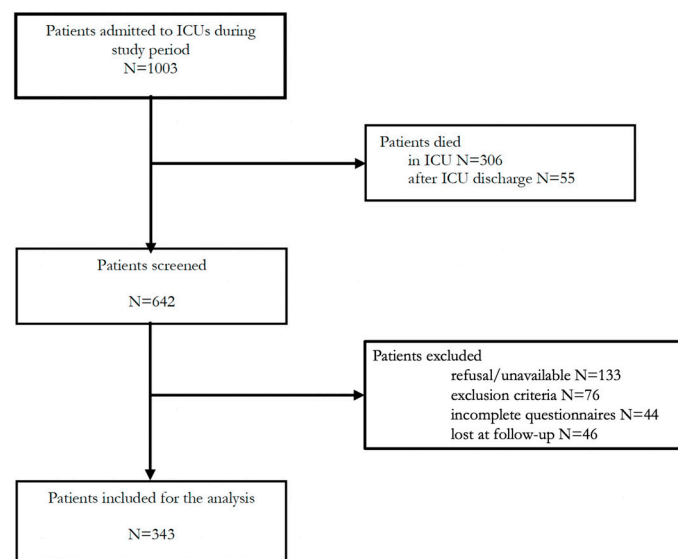 Patients admitted to ICUs during
study period
N=1003
Patients died
in ICU N=306
after ICU discharge N=55
Patients screened
N=642
Patients excluded
refusal/unavailable N=133
exclusion criteria N=76
incomplete questionnaires N=44
lost at follow-up N=46
Patients included for the analysis
N=343